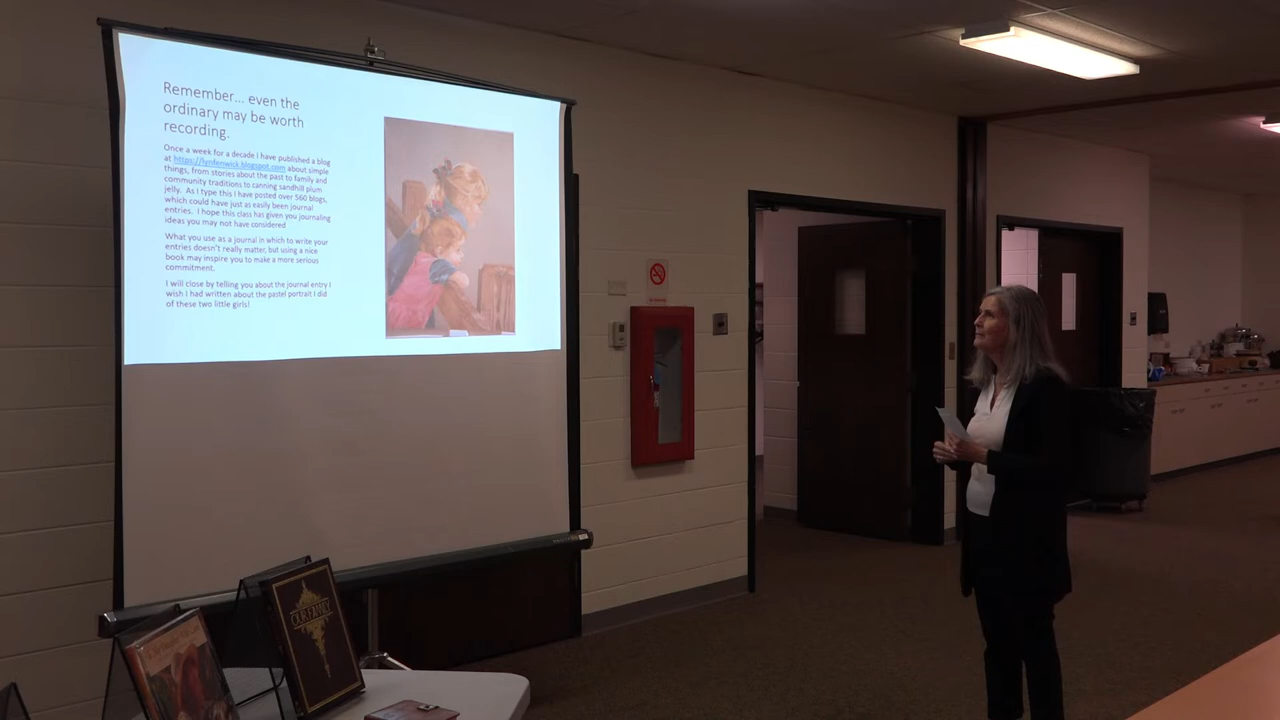 Remember... even the
ordinary may be worth
recording.
Once a week for a decade I have published a blog
at https://lynfenwick.blogspot.com about simple
things, from stories about the past to family and
community traditions to canning sandhill plum
jelly. As I type this I have posted over 560 blogs,
which could have just as easily been journal
entries. I hope this class has given you journaling
ideas you may not have considered
What you use as a journal in which to write your
entries doesn't really matter, but using a nice
book may inspire you to make a more serious
commitment.
I will close by telling you about the journal entry I
wish I had written about the pastel portrait I did
of these two little girls!
OUR FAMILY